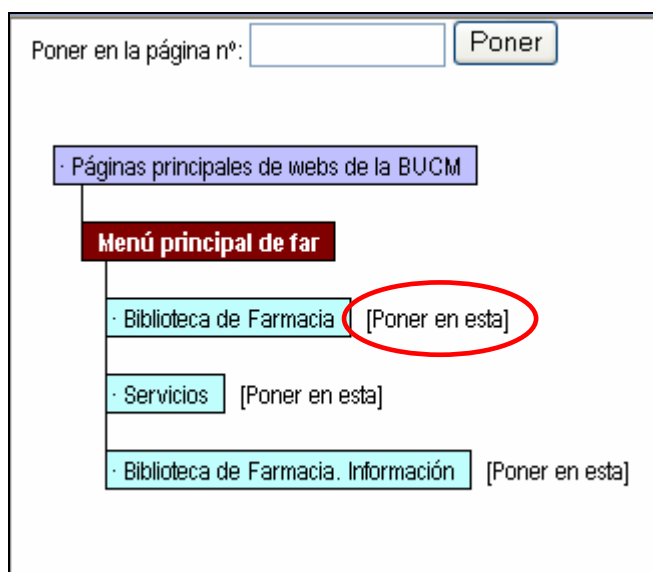 Poner en la página nº: Poner
· Páginas principales de webs de la BUCM
Menú principal de far
· Biblioteca de Farmacia [Poner en esta]
· Servicios [Poner en esta]
· Biblioteca de Farmacia. Información [Poner en esta]